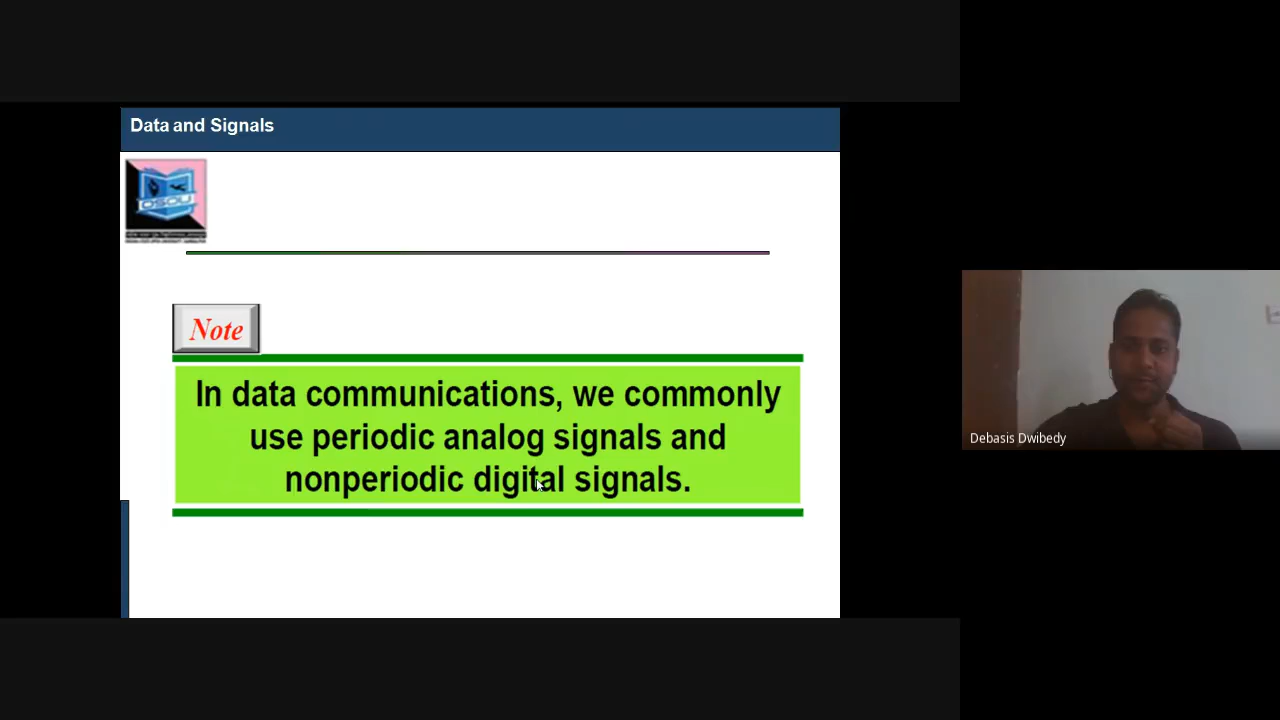 Data and Signals
OSOU
Note
In data communications, we commonly
use periodic analog signals and
nonperiodic digital signals.
Debasis Dwibedy